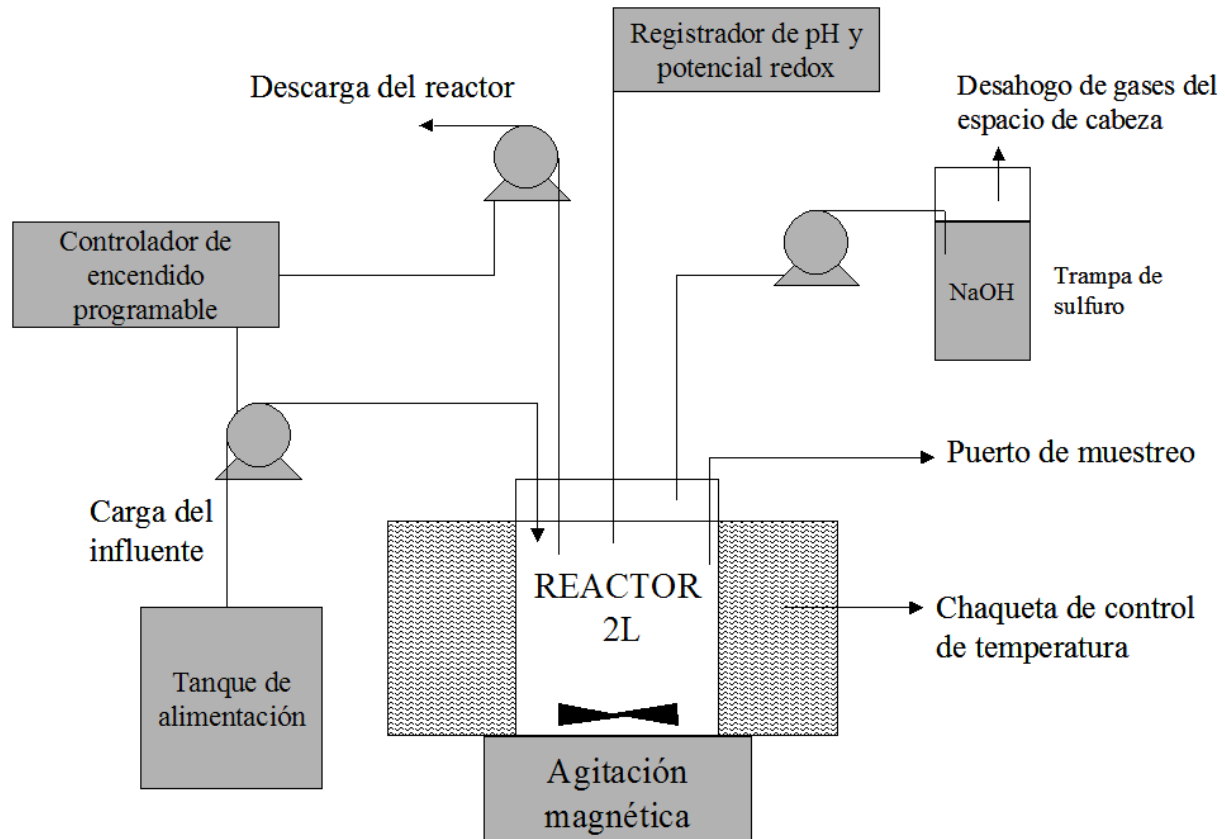 Registrador de pH y
potencial redox
Descarga del reactor
Desahogo de gases del
espacio de cabeza
Controlador de
encendido
programable
NaOH
Trampa de
sulfuro
Carga del
influente
Puerto de muestreo
REACTOR
2L
Chaqueta de control
de temperatura
Tanque de
alimentación
Agitación
magnética